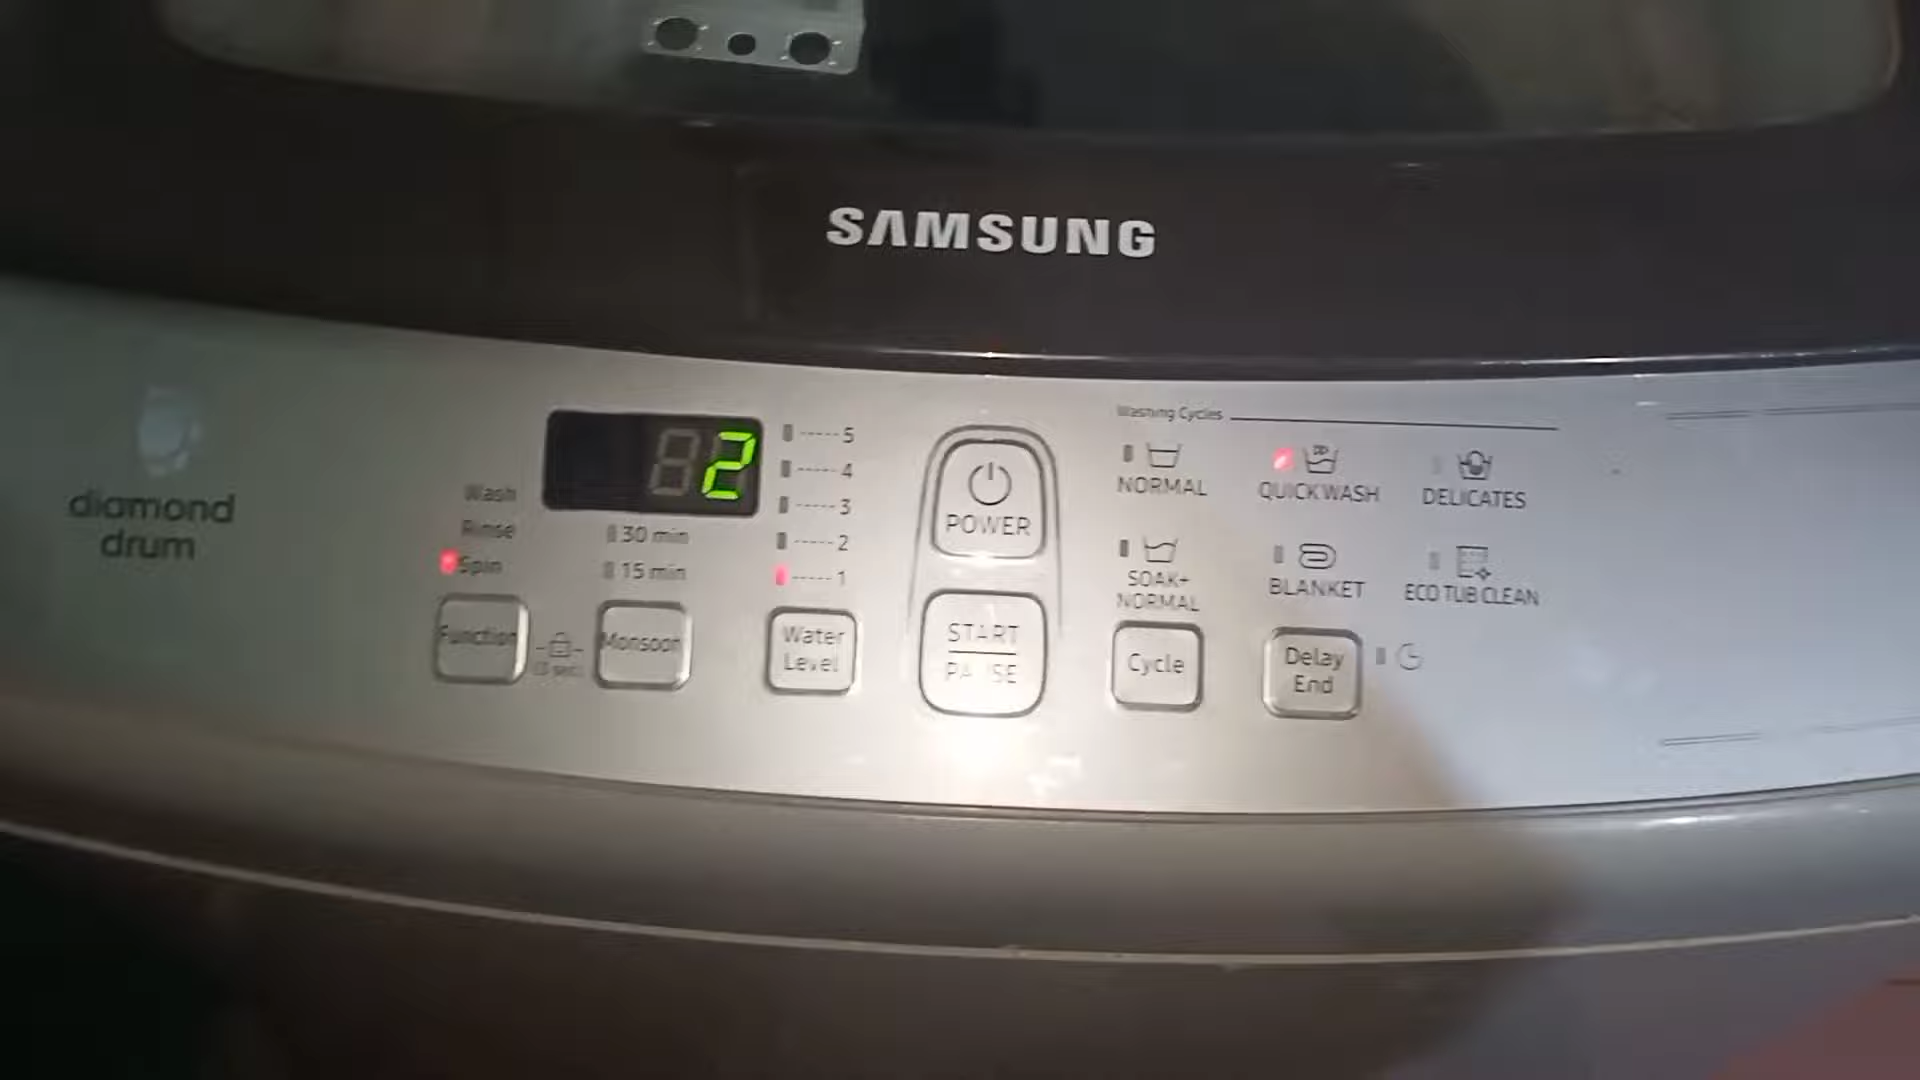 SAMSUNG
diamond
drum
2
Wash
Rinse
Spin
30 min
15 min
5
4
3
2
1
Function
(3 sec)
Monsoon
Water
Level
POWER
START
PAUSE
Washing Cycles
NORMAL
QUICK WASH
DELICATES
SOAK+
NORMAL
BLANKET
ECO TUB CLEAN
Cycle
Delay
End